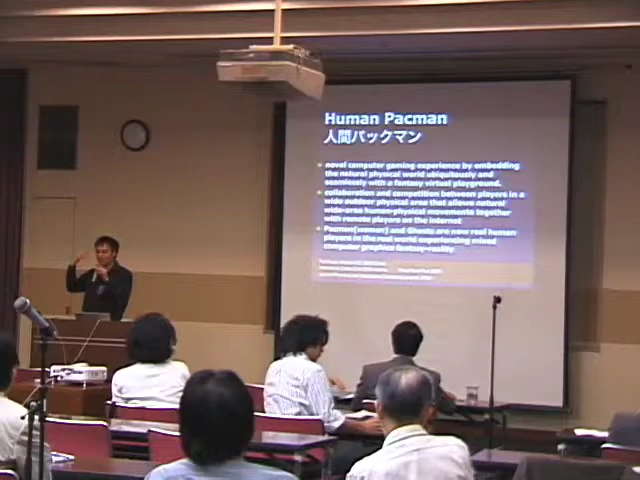 Human Pacman
人間パックマン
novel computer gaming experience by embedding
the natural physical world ubiquitously and
seamlessly with a fantasy virtual playground.
collaboration and competition between players in a
wide outdoor physical area that allows natural
wide-area human-physical movements together
with remote players on the internet
Pacman(woman) and Ghosts are now real human
players in the real world experiencing mixed
computer graphics fantasy-reality